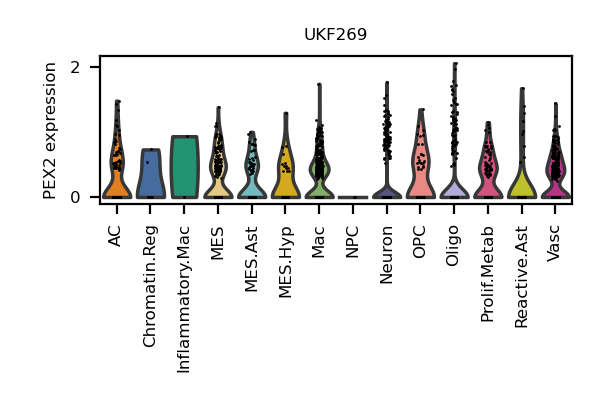 UKF269
PEX2 expression
2
0
AC
Chromatin.Reg
Inflammatory.Mac
MES
MES.Ast
MES.Hyp
Mac
NPC
Neuron
OPC
Oligo
Prolif.Metab
Reactive.Ast
Vasc